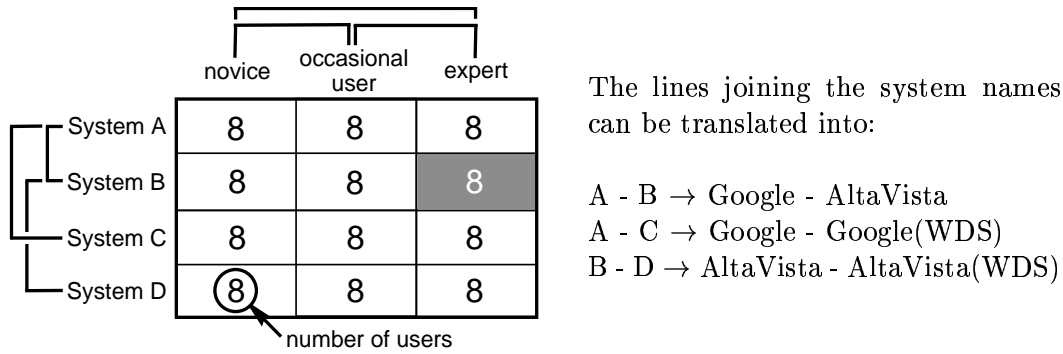 novice occasional user expert
System A 8 8 8
System B 8 8 8
System C 8 8 8
System D 8 8 8
number of users
The lines joining the system names
can be translated into:
A - B → Google - AltaVista
A - C → Google - Google(WDS)
B - D → AltaVista - AltaVista(WDS)